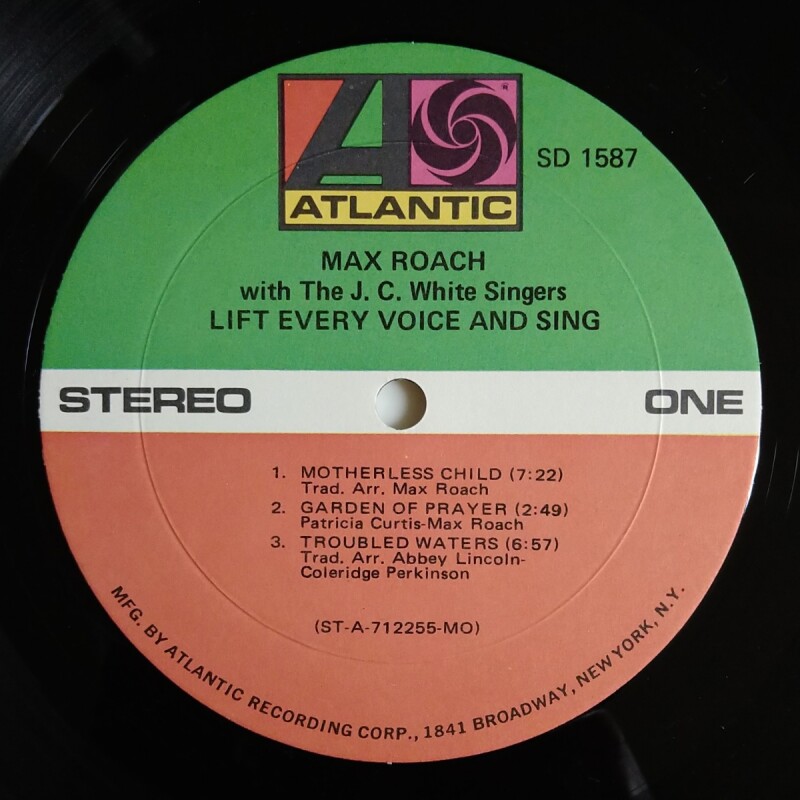 SD 1587
ATLANTIC
MAX ROACH
with The J. C. White Singers
LIFT EVERY VOICE AND SING
STEREO
ONE
1. MOTHERLESS CHILD (7:22)
Trad. Arr. Max Roach
2. GARDEN OF PRAYER (2:49)
Patricia Curtis-Max Roach
3. TROUBLED WATERS (6:57)
Trad. Arr. Abbey Lincoln-
Coleridge Perkinson
(ST-A-712255-MO)
MFG. BY ATLANTIC RECORDING CORP., 1841 BROADWAY, NEW YORK, N.Y.